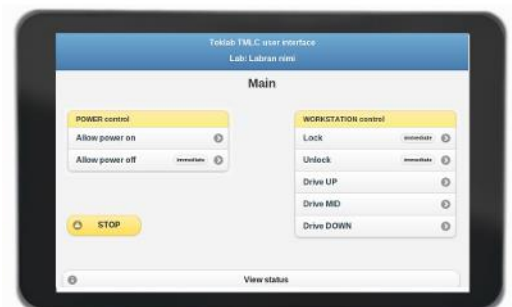 Teklab TMLC user interface
Lab: Labran nimi
Main
POWER control
Allow power on
Allow power off immediate
STOP
WORKSTATION control
Lock immediate
Unlock immediate
Drive UP
Drive MID
Drive DOWN
View status